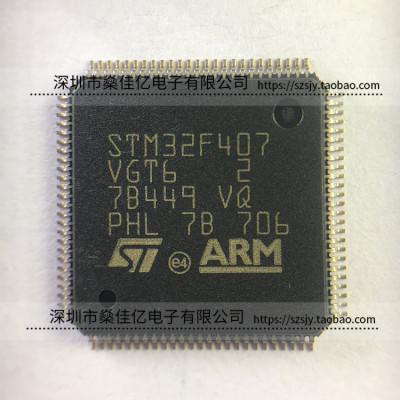 深圳市燊佳亿电子有限公司 https://szsjy.taobao.com
STM32F407
VGT6 2
7B449 VQ
PHL 7B 706
ST e4 ARM
深圳市燊佳亿电子有限公司 https://szsjy.taobao.com